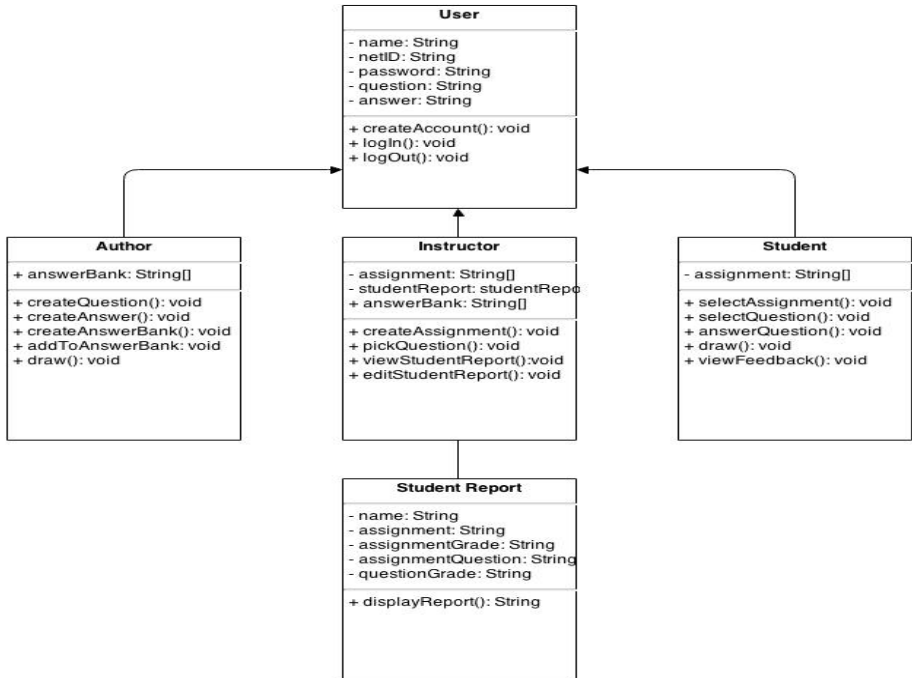 User
- name: String
- netID: String
- password: String
- question: String
- answer: String
+ createAccount(): void
+ logIn(): void
+ logOut(): void
Author
+ answerBank: String[]
+ createQuestion(): void
+ createAnswer(): void
+ createAnswerBank(): void
+ addToAnswerBank: void
+ draw(): void
Instructor
- assignment: String[]
- studentReport: studentRepo
+ answerBank: String[]
+ createAssignment(): void
+ pickQuestion(): void
+ viewStudentReport():void
+ editStudentReport(): void
Student
- assignment: String[]
+ selectAssignment(): void
+ selectQuestion(): void
+ answerQuestion(): void
+ draw(): void
+ viewFeedback(): void
Student Report
- name: String
- assignment: String
- assignmentGrade: String
- assignmentQuestion: String
- questionGrade: String
+ displayReport(): String